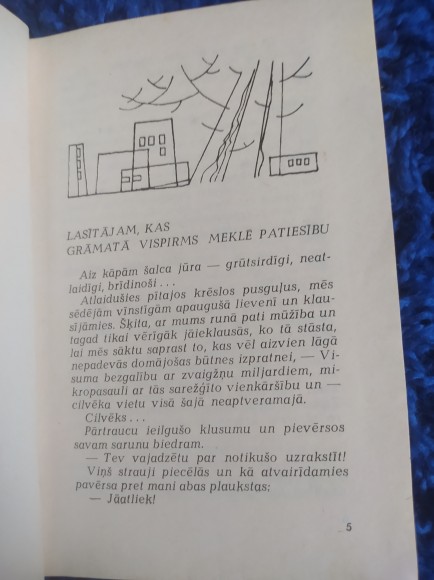 LASĪTĀJAM, KAS
GRĀMATĀ VISPIRMS MEKLĒ PATIESĪBU
Aiz kāpām šalca jūra — grūtsirdīgi, neat-
laidīgi, brīdinoši...
Atlaidušies pītajos krēslos pusguļus, mēs
sēdējām vīnstīgām apaugušā lievenī un klau-
sījāmies. Šķita, ar mums runā pati mūžība un
tagad tikai vērīgāk jāieklausās, ko tā stāsta,
lai mēs sāktu saprast to, kas vēl aizvien lāgā
nepadevās domājošas būtnes izpratnei, — Vi-
suma bezgalību ar zvaigžņu miljardiem, mi-
kropasauli ar tās sarežģīto vienkāršību un —
cilvēka vietu visā šajā neaptveramajā.
Cilvēks...
Pārtraucu ieilgušo klusumu un pievērsos
savam sarunu biedram.
— Tev vajadzētu par notikušo uzrakstīt!
Viņš strauji piecēlās un kā atvairīdamies
pavērsa pret mani abas plaukstas:
— Jāatliek!
5